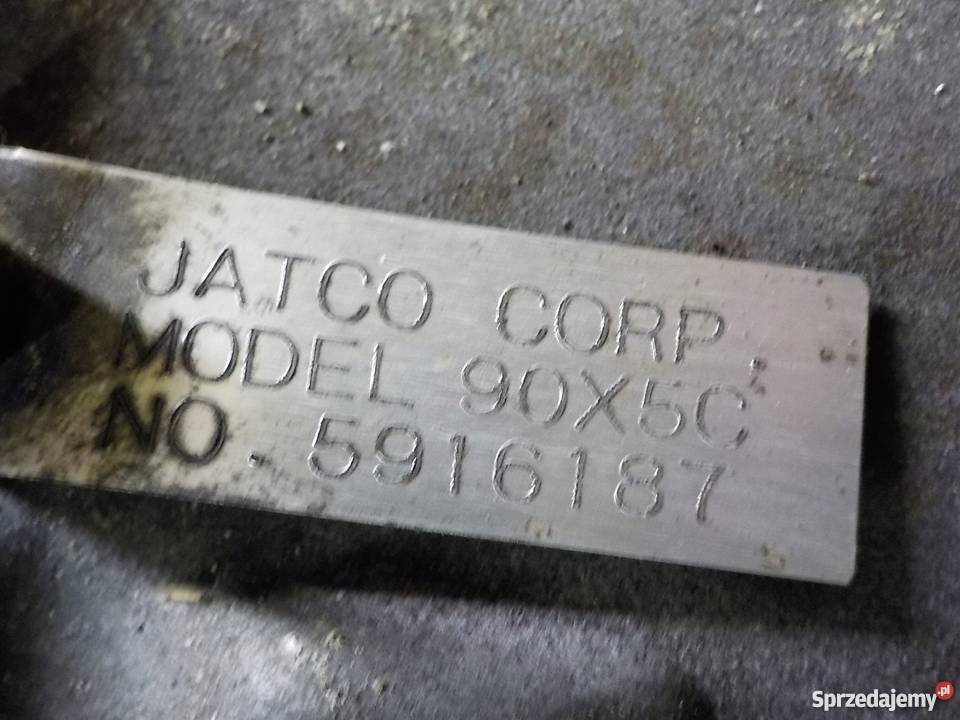 JATCO CORP.
MODEL 90X5C
NO. 5916187
Sprzedajemy.pl